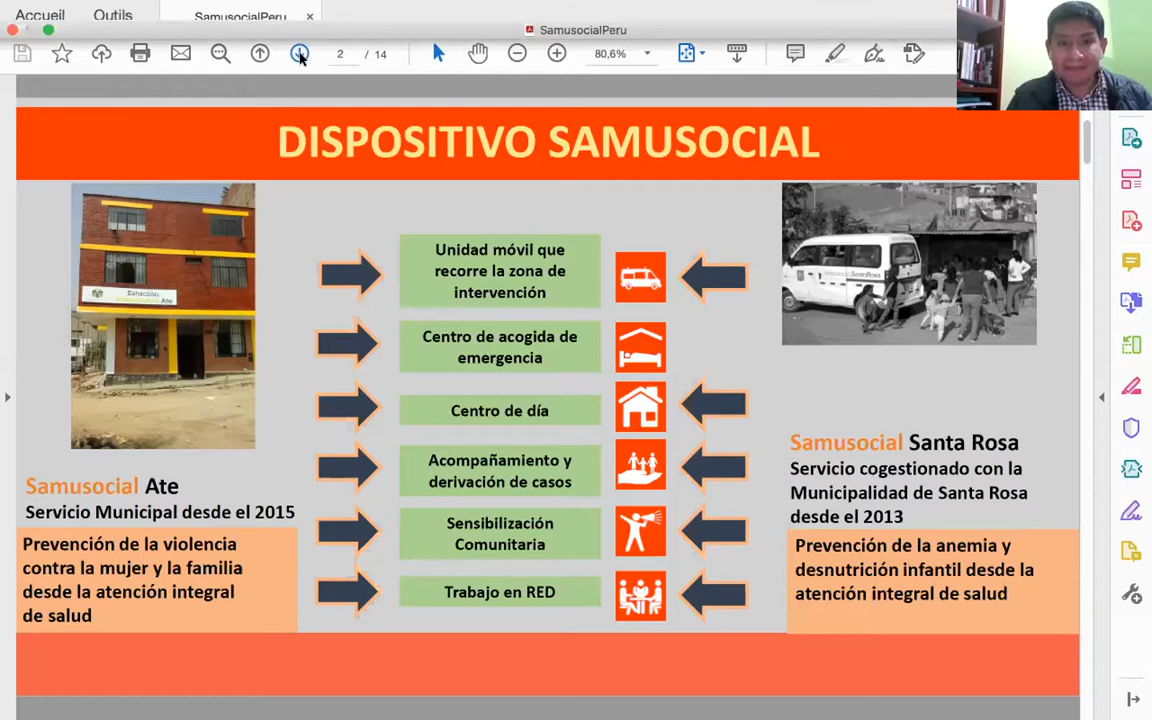 Accueil
Outils
SamusocialPeru
×
SamusocialPeru
2
/ 14
80,6%
DISPOSITIVO SAMUSOCIAL
Unidad móvil que
recorre la zona de
intervención
Centro de acogida de
emergencia
Centro de día
Acompañamiento y
derivación de casos
Sensibilización
Comunitaria
Trabajo en RED
Estación
Ate
Samusocial Ate
Servicio Municipal desde el 2015
Prevención de la violencia
contra la mujer y la familia
desde la atención integral
de salud
Samusocial Santa Rosa
Servicio cogestionado con la
Municipalidad de Santa Rosa
desde el 2013
Prevención de la anemia y
desnutrición infantil desde la
atención integral de salud